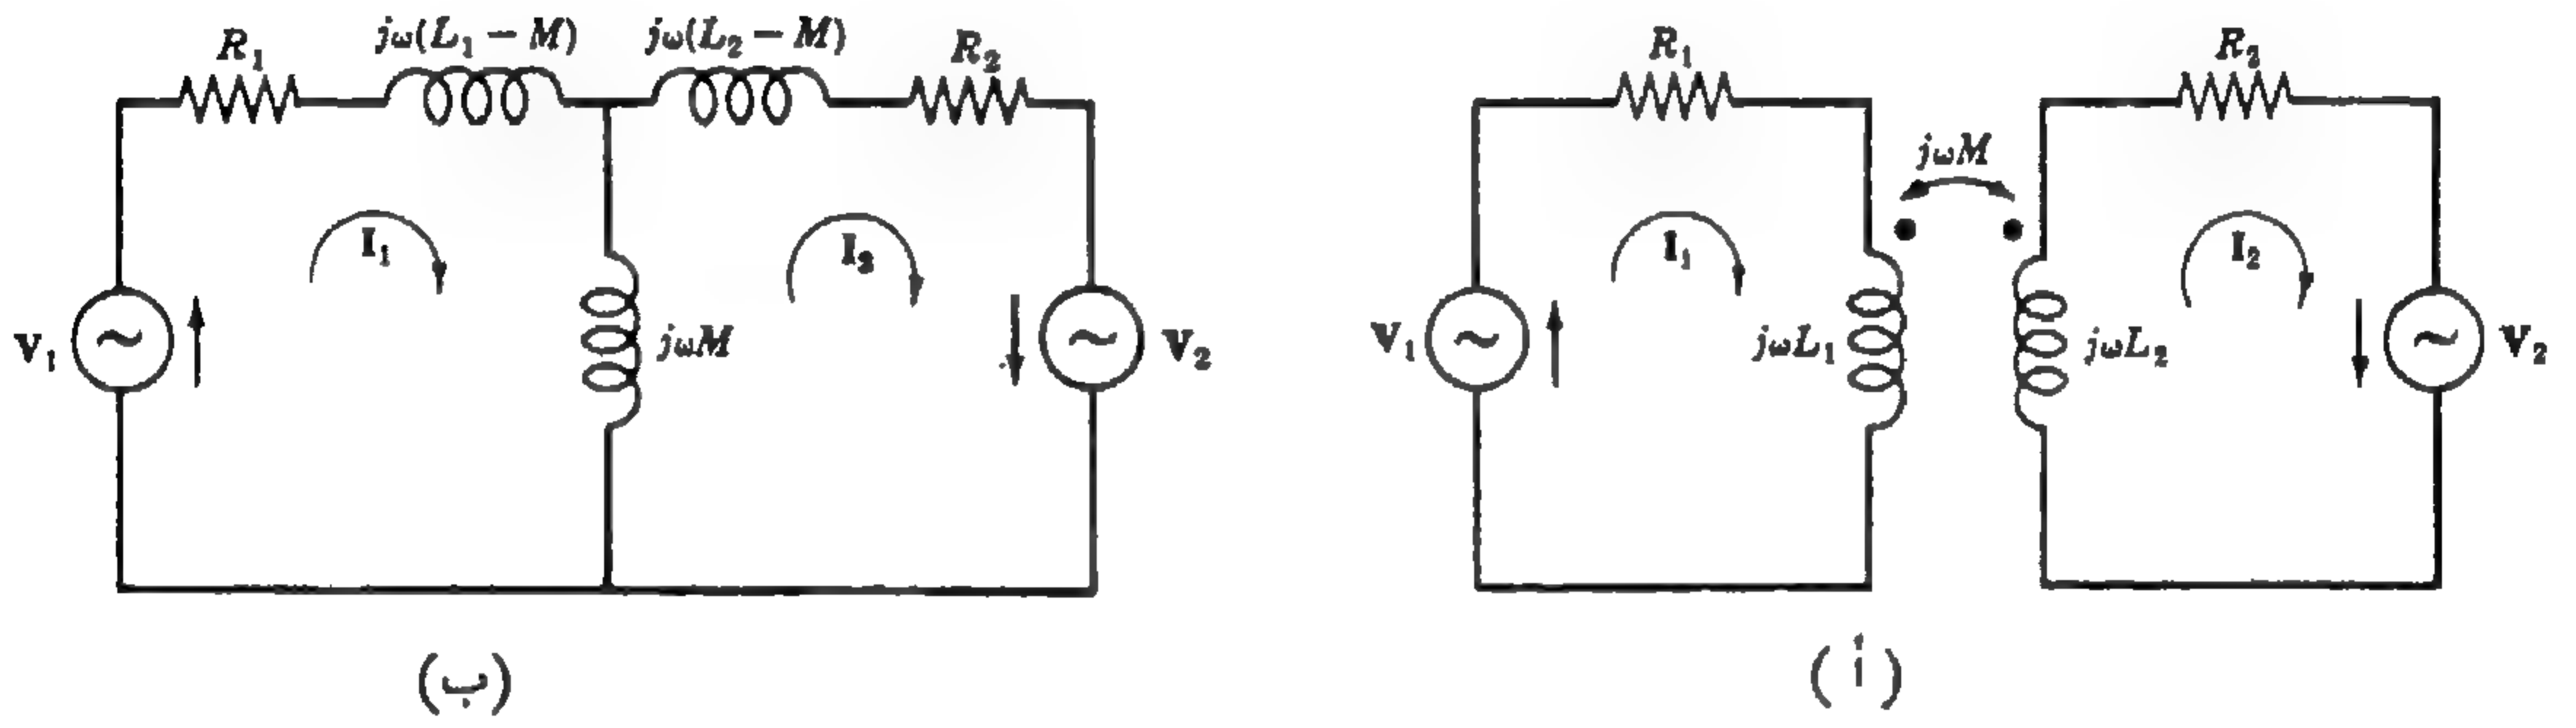 R₁ jω(L₁ − M) jω(L₂ − M) R₂
I₁ I₂
V₁ jωM V₂
(ب)
R₁ R₂
jωM
I₁ I₂
V₁ jωL₁ jωL₂ V₂
(أ)